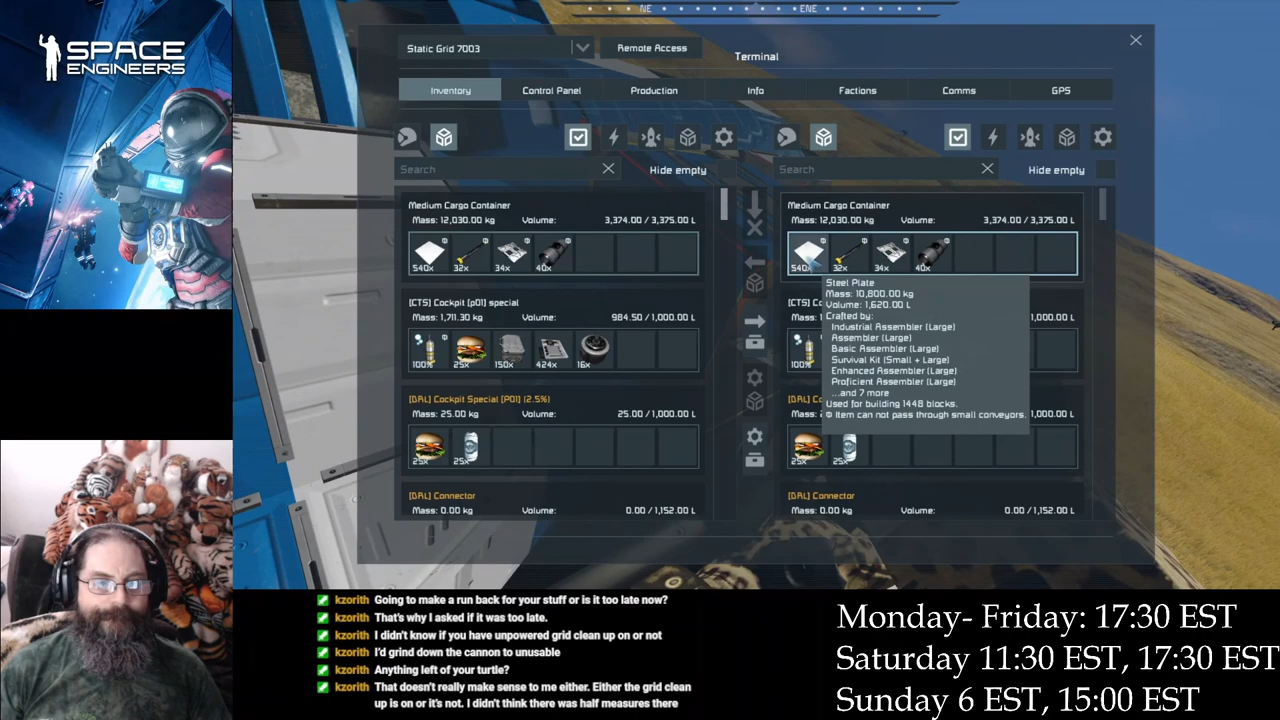 NE
ENE
SPACE
ENGINEERS
Static Grid 7003
Remote Access
Terminal
Inventory
Control Panel
Production
Info
Factions
Comms
GPS
Search
Hide empty
Search
Hide empty
Medium Cargo Container
Mass: 12,030.00 kg Volume: 3,374.00 / 3,375.00 L
540x 32x 34x 40x
[CTS] Cockpit [p01] special
Mass: 1,711.30 kg Volume: 984.50 / 1,000.00 L
100% 25x 150x 424x 16x
[DRL] Cockpit Special [P01] (2.5%)
Mass: 25.00 kg Volume: 25.00 / 1,000.00 L
25x 25x
[DRL] Connector
Mass: 0.00 kg Volume: 0.00 / 1,152.00 L
Medium Cargo Container
Mass: 12,030.00 kg Volume: 3,374.00 / 3,375.00 L
540x 32x 34x 40x
Steel Plate
Mass: 10,800.00 kg
Volume: 1,620.00 L
Crafted by:
Industrial Assembler (Large)
Assembler (Large)
Basic Assembler (Large)
Survival Kit (Small + Large)
Enhanced Assembler (Large)
Proficient Assembler (Large)
...and 7 more
Used for building 1448 blocks.
Item can not pass through small conveyors.
[CTS] Co
1,000.00 L
100%
[DRL] Co
1,000.00 L
25x 25x
[DRL] Connector
Mass: 0.00 kg Volume: 0.00 / 1,152.00 L
kzorith Going to make a run back for your stuff or is it too late now?
kzorith That's why I asked if it was too late.
kzorith I didn't know if you have unpowered grid clean up on or not
kzorith I'd grind down the cannon to unusable
kzorith Anything left of your turtle?
kzorith That doesn't really make sense to me either. Either the grid clean
up is on or it's not. I didn't think there was half measures there
Monday- Friday: 17:30 EST
Saturday 11:30 EST, 17:30 EST
Sunday 6 EST, 15:00 EST